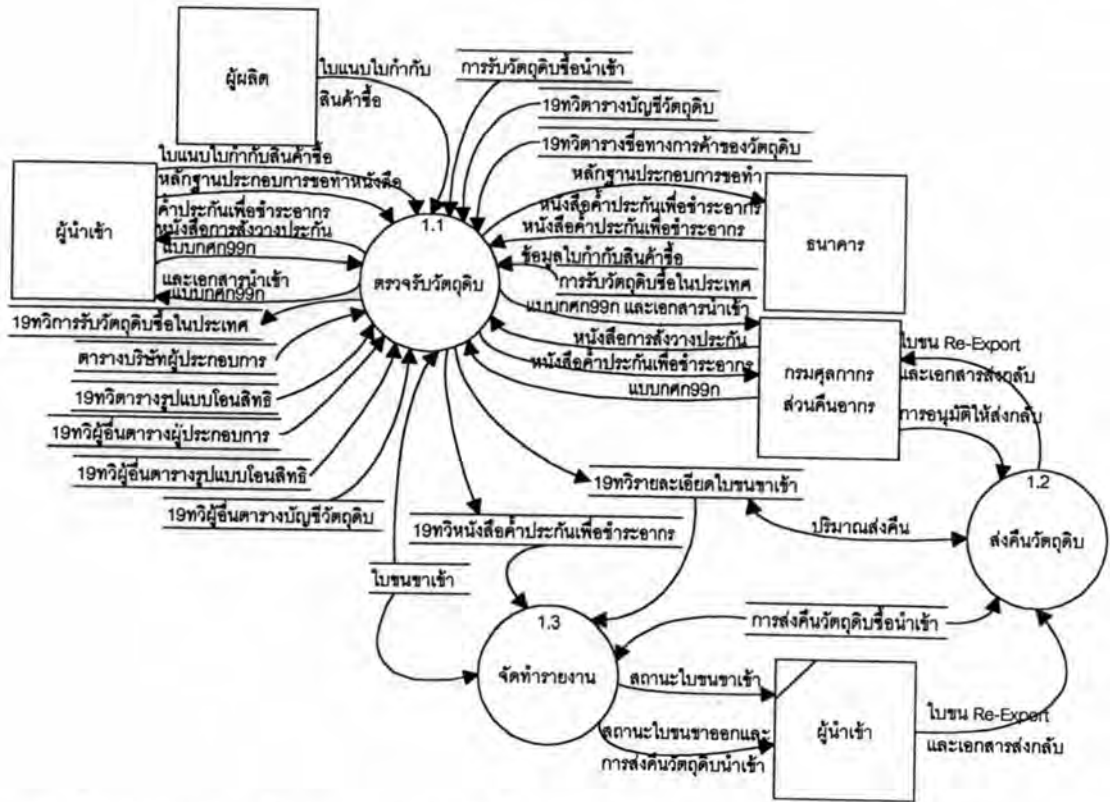 ผู้ผลิต
ใบแนบใบกำกับ
สินค้าซื้อ
การรับวัตถุดิบซื้อนำเข้า
19ทวิตารางบัญชีวัตถุดิบ
19ทวิตารางชื่อทางการค้าของวัตถุดิบ
ผู้นำเข้า
ใบแนบใบกำกับสินค้าซื้อ
หลักฐานประกอบการขอทำหนังสือ
ค้ำประกันเพื่อชำระอากร
หนังสือการสั่งวางประกัน
แบบกศก99ก
และเอกสารนำเข้า
แบบกศก99ก
1.1
ตรวจรับวัตถุดิบ
หลักฐานประกอบการขอทำ
หนังสือค้ำประกันเพื่อชำระอากร
หนังสือค้ำประกันเพื่อชำระอากร
ธนาคาร
ข้อมูลใบกำกับสินค้าซื้อ
การรับวัตถุดิบซื้อในประเทศ
แบบกศก99ก และเอกสารนำเข้า
หนังสือการสั่งวางประกัน
หนังสือค้ำประกันเพื่อชำระอากร
แบบกศก99ก
กรมศุลกากร
ส่วนคืนอากร
ใบขน Re-Export
และเอกสารส่งกลับ
การอนุมัติให้ส่งกลับ
19ทวิการรับวัตถุดิบซื้อในประเทศ
ตารางบริษัทผู้ประกอบการ
19ทวิตารางรูปแบบโอนสิทธิ
19ทวิผู้อื่นตารางผู้ประกอบการ
19ทวิผู้อื่นตารางรูปแบบโอนสิทธิ
19ทวิผู้อื่นตารางบัญชีวัตถุดิบ
19ทวิรายละเอียดใบขนขาเข้า
19ทวิหนังสือค้ำประกันเพื่อชำระอากร
ใบขนขาเข้า
1.2
ส่งคืนวัตถุดิบ
ปริมาณส่งคืน
การส่งคืนวัตถุดิบซื้อนำเข้า
1.3
จัดทำรายงาน
สถานะใบขนขาเข้า
สถานะใบขนขาออกและ
การส่งคืนวัตถุดิบนำเข้า
ผู้นำเข้า
ใบขน Re-Export
และเอกสารส่งกลับ